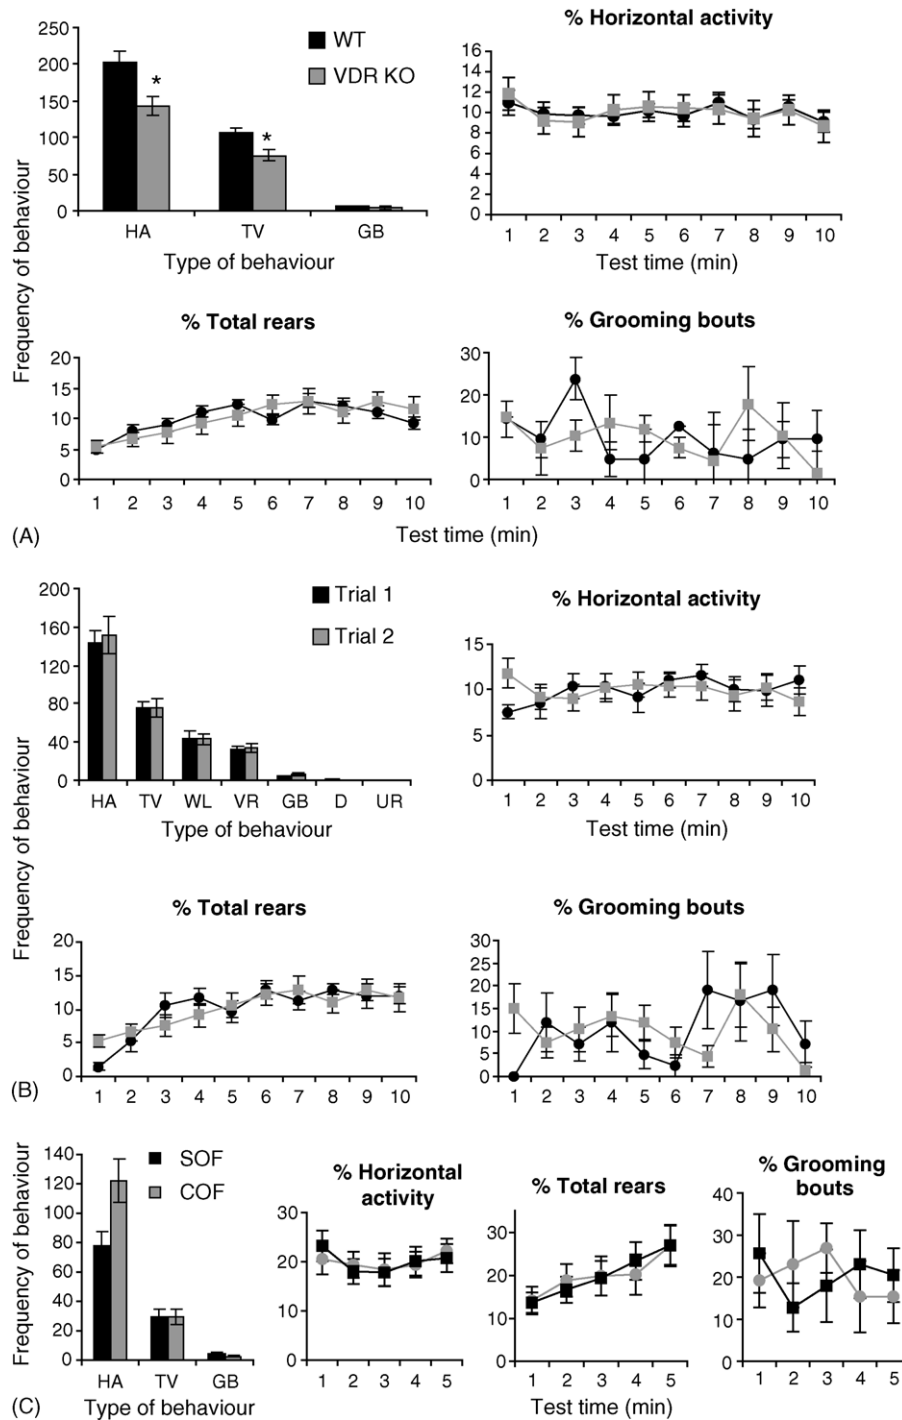 Frequency of behaviour
250
200
150
100
50
0
*
*
WT
VDR KO
HA TV GB
Type of behaviour
% Horizontal activity
16
14
12
10
8
6
4
2
0
1 2 3 4 5 6 7 8 9 10
Test time (min)
% Total rears
20
15
10
5
0
1 2 3 4 5 6 7 8 9 10
% Grooming bouts
30
20
10
0
1 2 3 4 5 6 7 8 9 10
(A)
Test time (min)
Frequency of behaviour
200
160
120
80
40
0
Trial 1
Trial 2
HA TV WL VR GB D UR
Type of behaviour
% Horizontal activity
15
10
5
0
1 2 3 4 5 6 7 8 9 10
Test time (min)
% Total rears
20
15
10
5
0
1 2 3 4 5 6 7 8 9 10
% Grooming bouts
30
25
20
15
10
5
0
1 2 3 4 5 6 7 8 9 10
(B)
Frequency of behaviour
140
120
100
80
60
40
20
0
SOF
COF
HA TV GB
Type of behaviour
% Horizontal
activity
30
20
10
0
1 2 3 4 5
% Total rears
30
20
10
0
1 2 3 4 5
Test time (min)
% Grooming
bouts
40
30
20
10
0
1 2 3 4 5
(C)